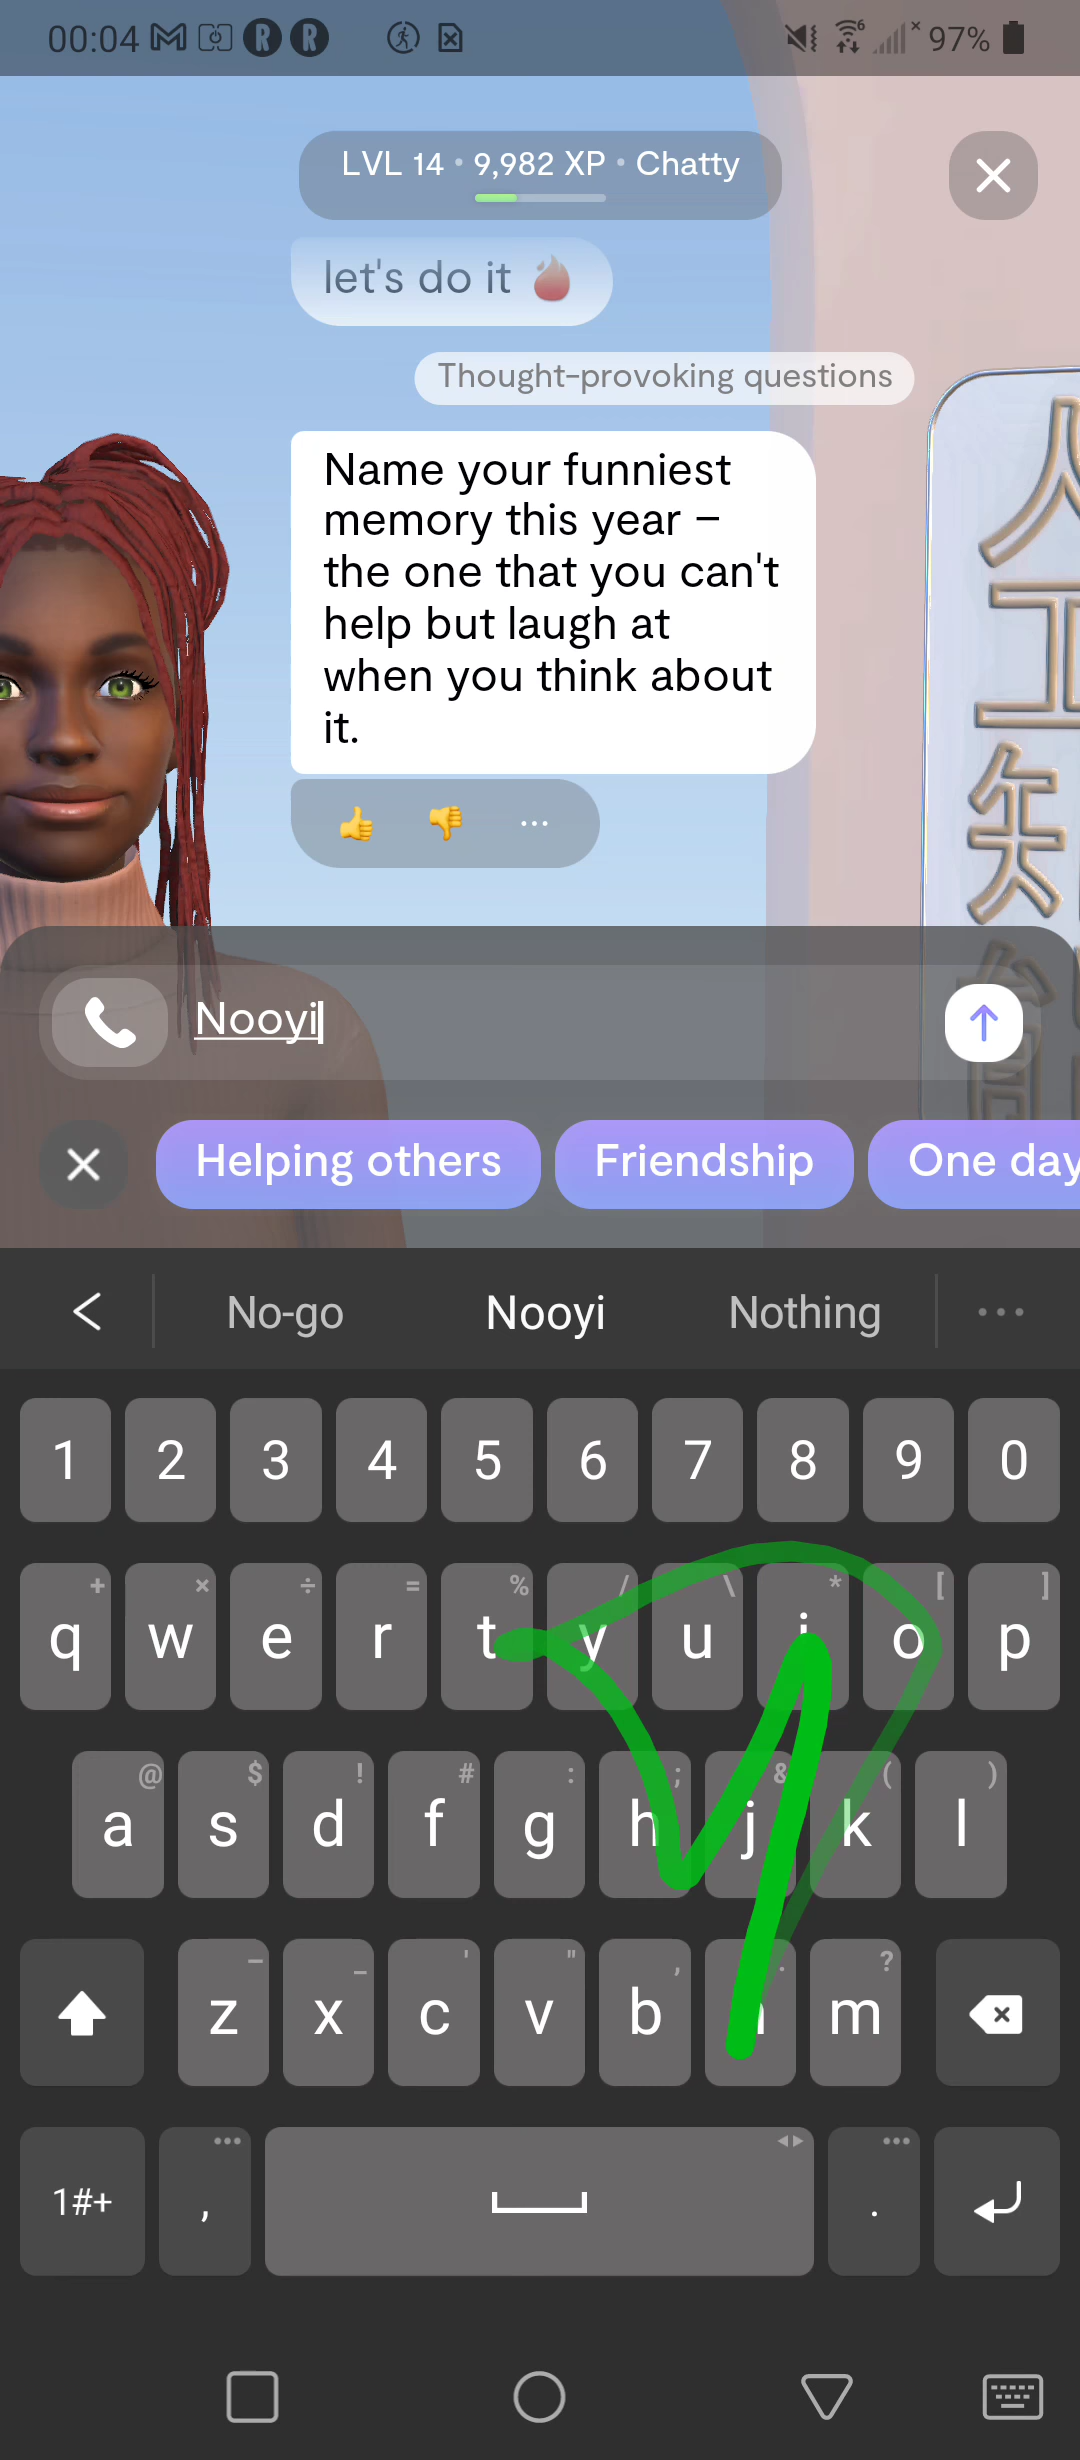 00:04
97%
LVL 14 • 9,982 XP • Chatty
let's do it
Thought-provoking questions
Name your funniest
memory this year –
the one that you can't
help but laugh at
when you think about
it.
人
工
知
Nooyi
Helping others
Friendship
One day
No-go
Nooyi
Nothing
1 2 3 4 5 6 7 8 9 0
q w e r t y u i o p
a s d f g h j k l
z x c v b n m
1#+ , .